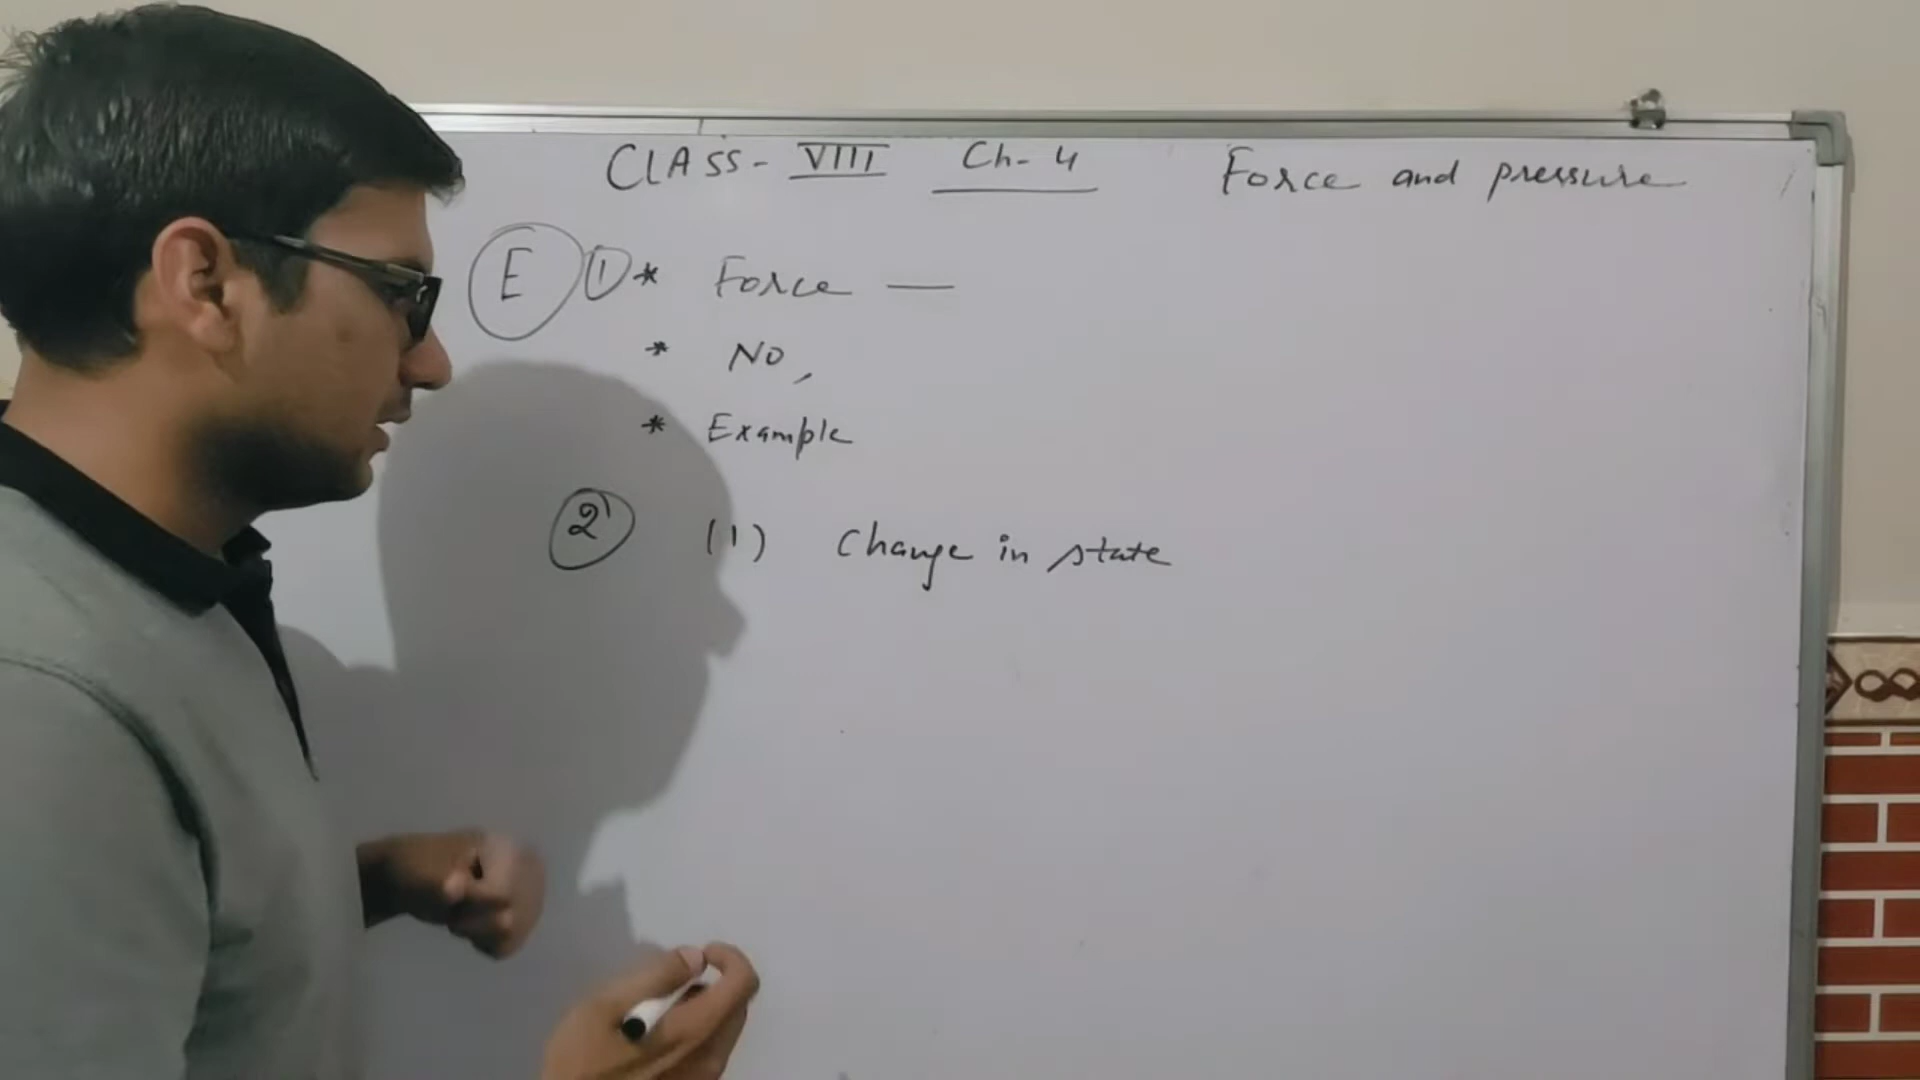 CLASS- VIII Ch- 4 Force and pressure
E 1 * Force —
* No,
* Example
2 (1) Change in state